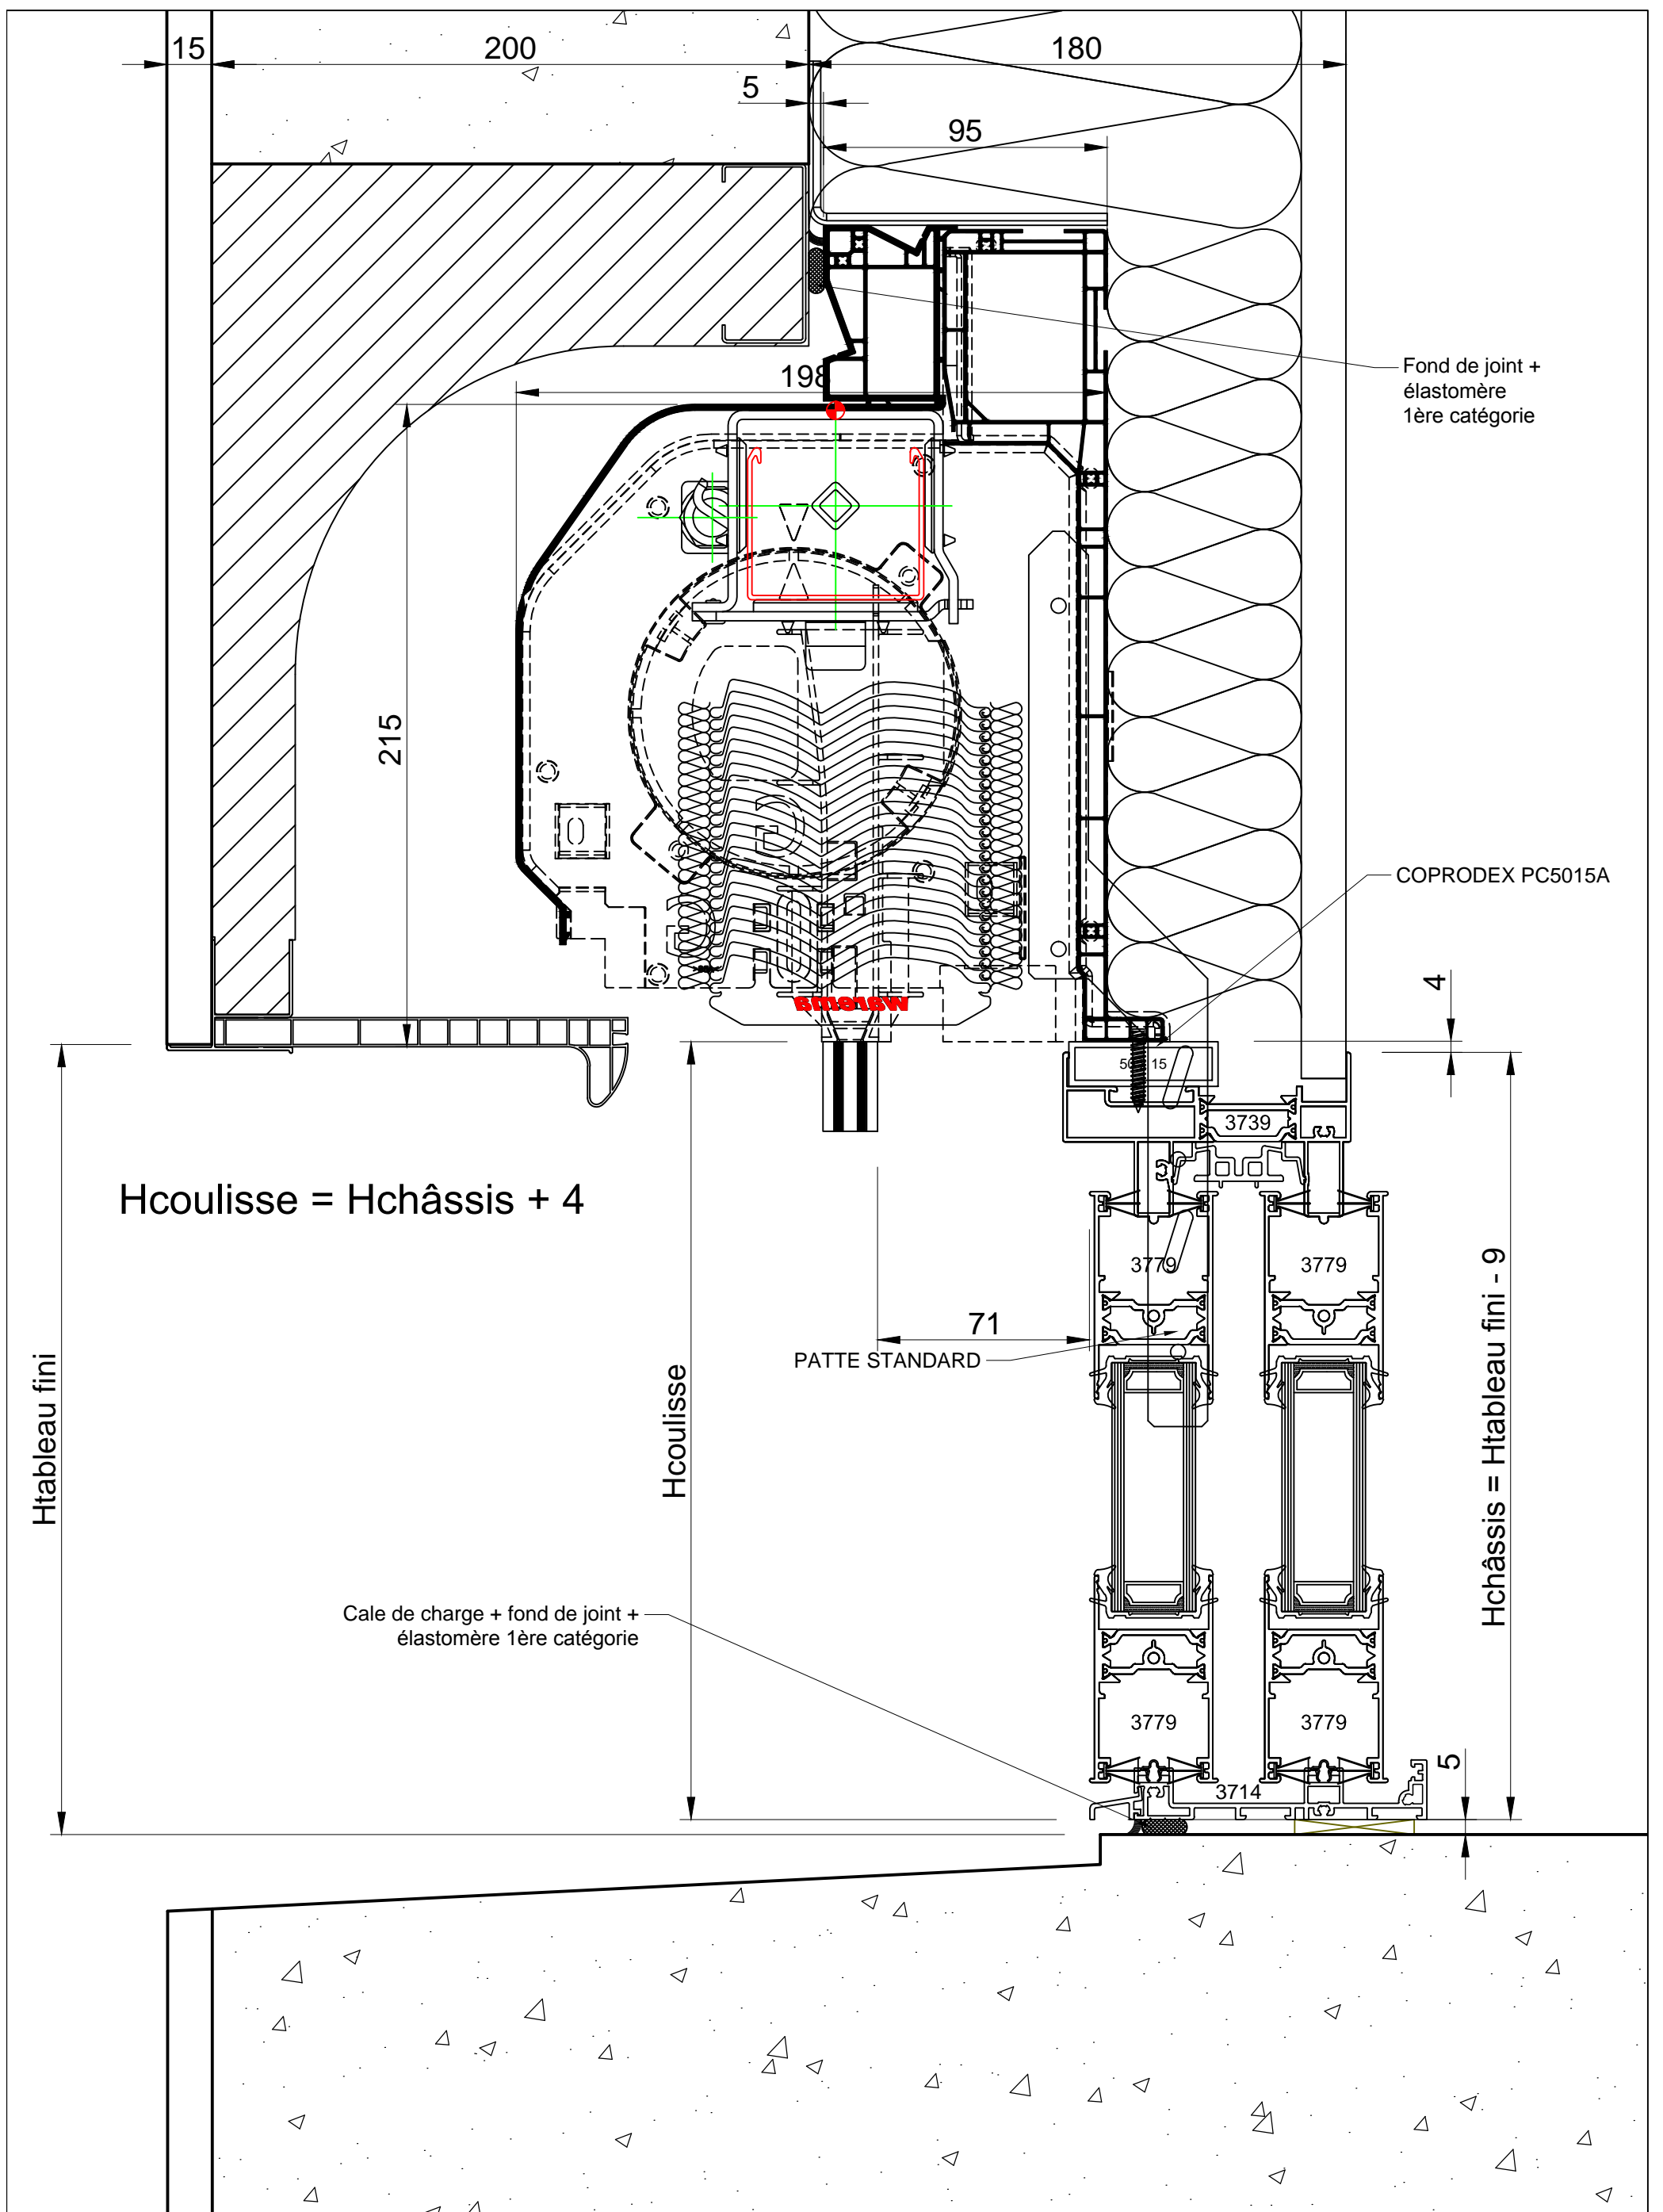 15
200
180
5
95
198
Fond de joint +
élastomère
1ère catégorie
215
COPRODEX PC5015A
4
15
3739
Hcoulisse = Hchâssis + 4
3779
3779
71
PATTE STANDARD
Htableau fini
Hcoulisse
Hchâssis = Htableau fini - 9
Cale de charge + fond de joint +
élastomère 1ère catégorie
3779
3779
3714
5